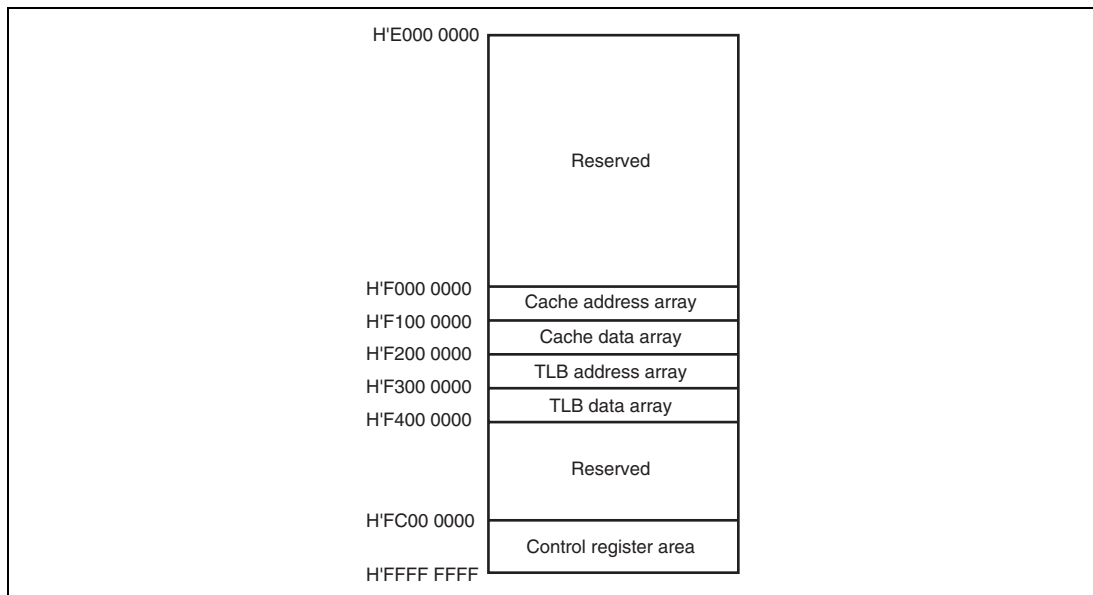 H'E000 0000
Reserved
H'F000 0000
Cache address array
H'F100 0000
Cache data array
H'F200 0000
TLB address array
H'F300 0000
TLB data array
H'F400 0000
Reserved
H'FC00 0000
Control register area
H'FFFF FFFF